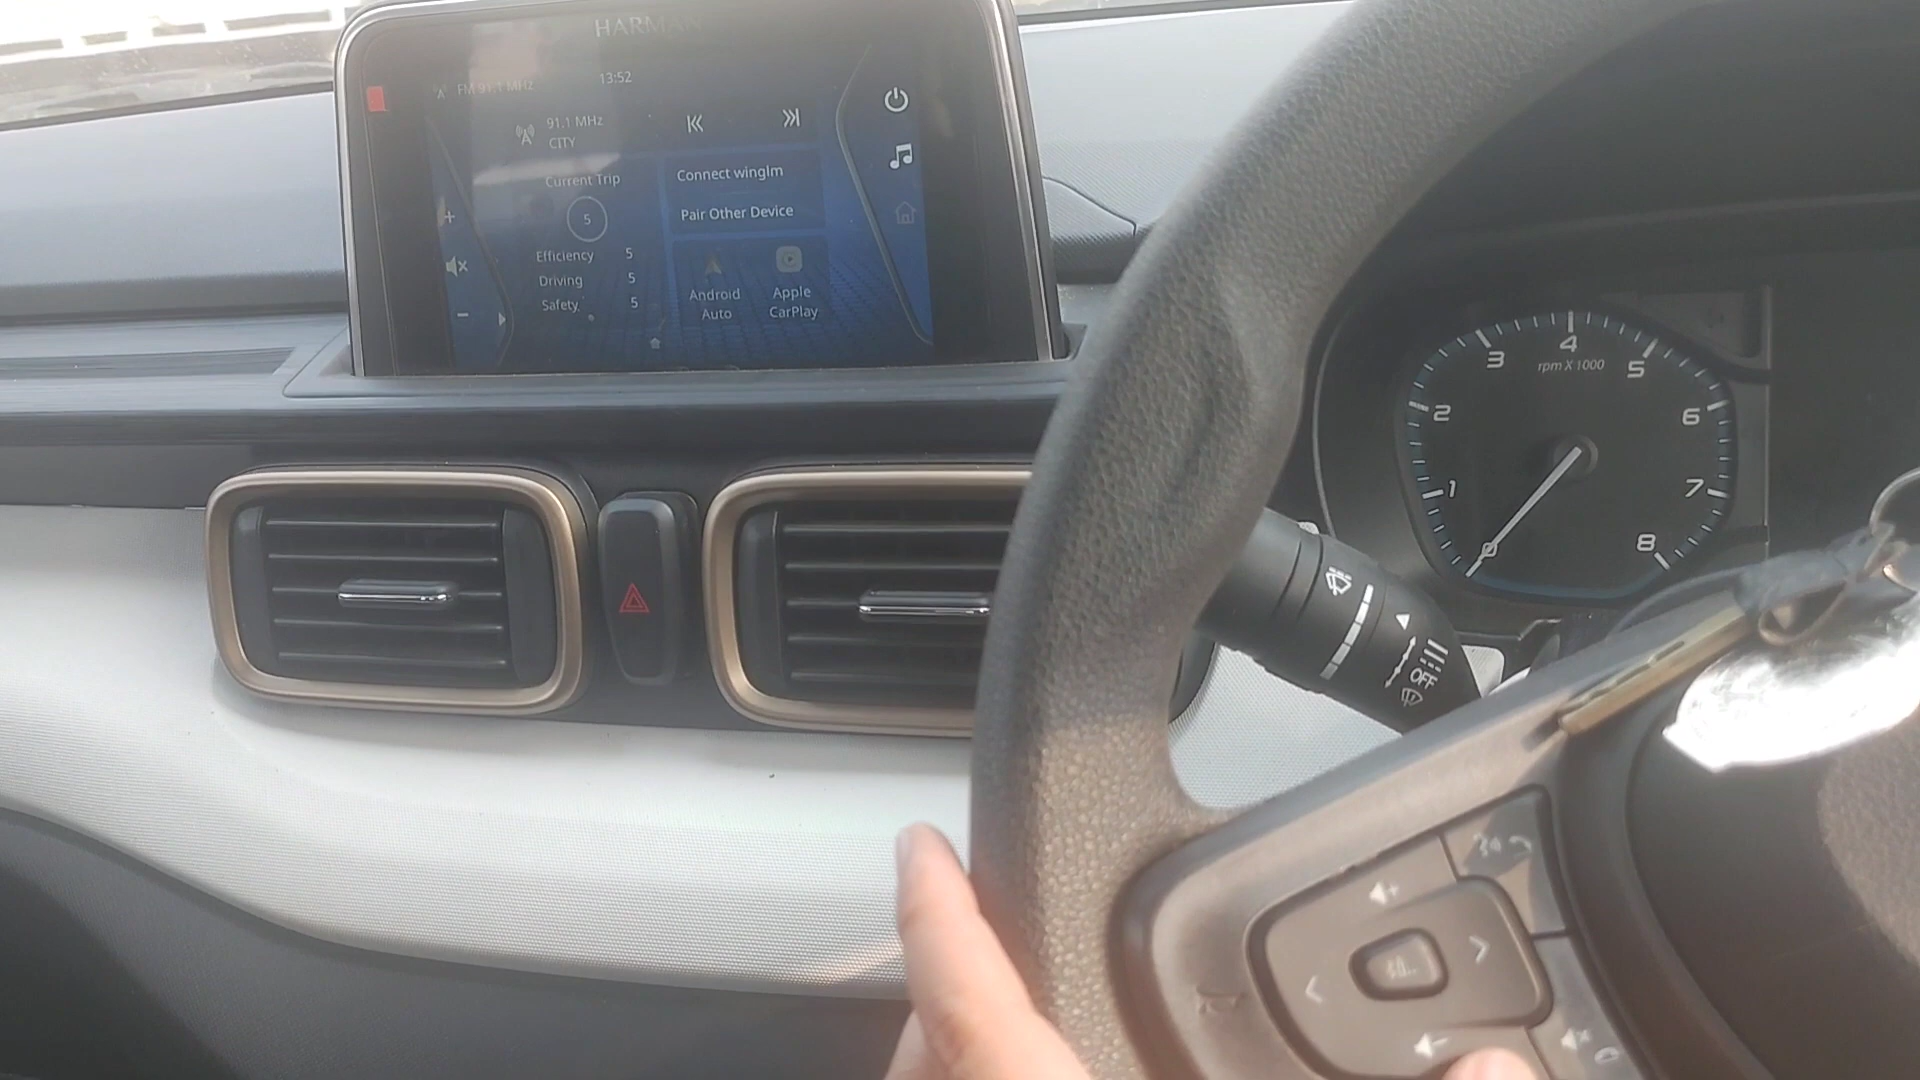 HARMAN
13:52
FM 91.1 MHz
91.1 MHz
CITY
Current Trip
5
Efficiency 5
Driving 5
Safety 5
Connect winglm
Pair Other Device
Android
Auto
Apple
CarPlay
1
2
3
4
5
6
7
8
rpm X 1000
OFF